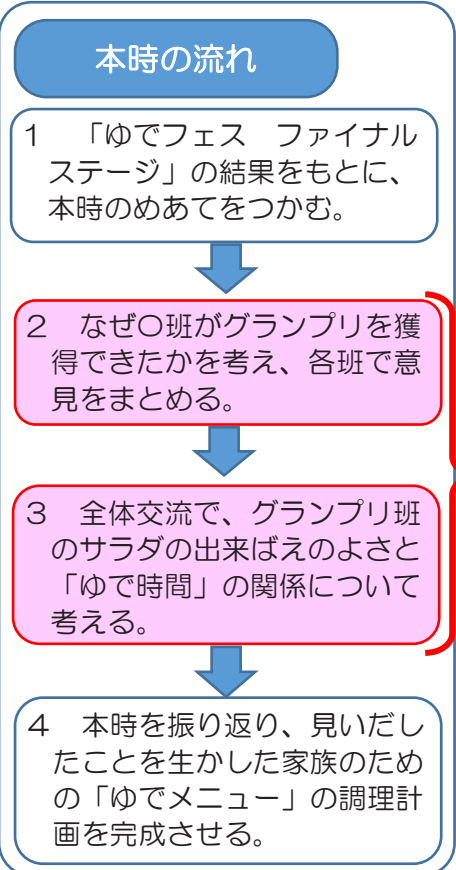 本時の流れ
１　「ゆでフェス　ファイナル
ステージ」の結果をもとに、
本時のめあてをつかむ。
２　なぜ〇班がグランプリを獲
得できたかを考え、各班で意
見をまとめる。
３　全体交流で、グランプリ班
のサラダの出来ばえのよさと
「ゆで時間」の関係について
考える。
４　本時を振り返り、見いだし
たことを生かした家族のため
の「ゆでメニュー」の調理計
画を完成させる。